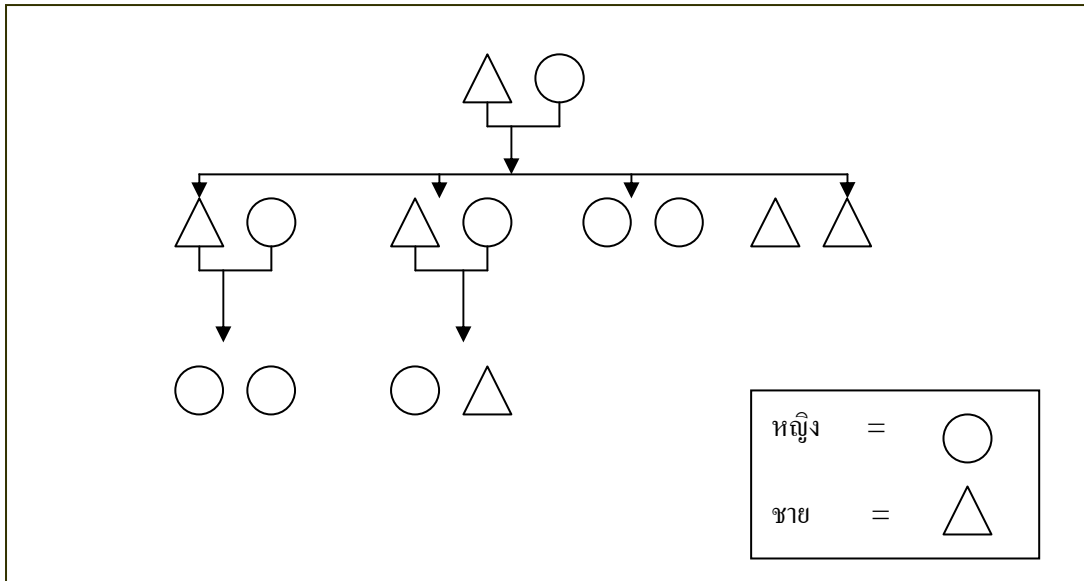 หญิง =
ชาย =